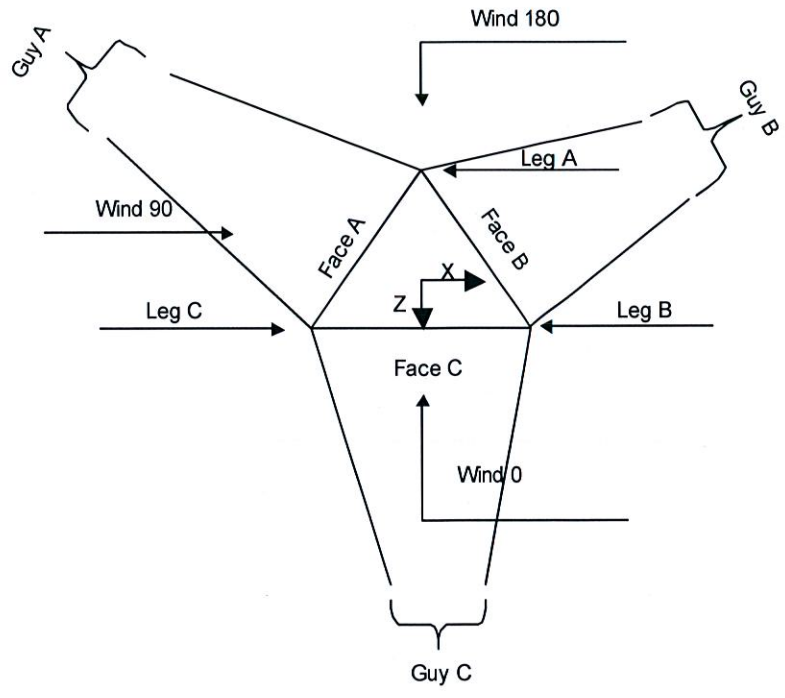 Wind 180
Guy A
Guy B
Leg A
Wind 90
Face A
Face B
X
Z
Leg C
Leg B
Face C
Wind 0
Guy C